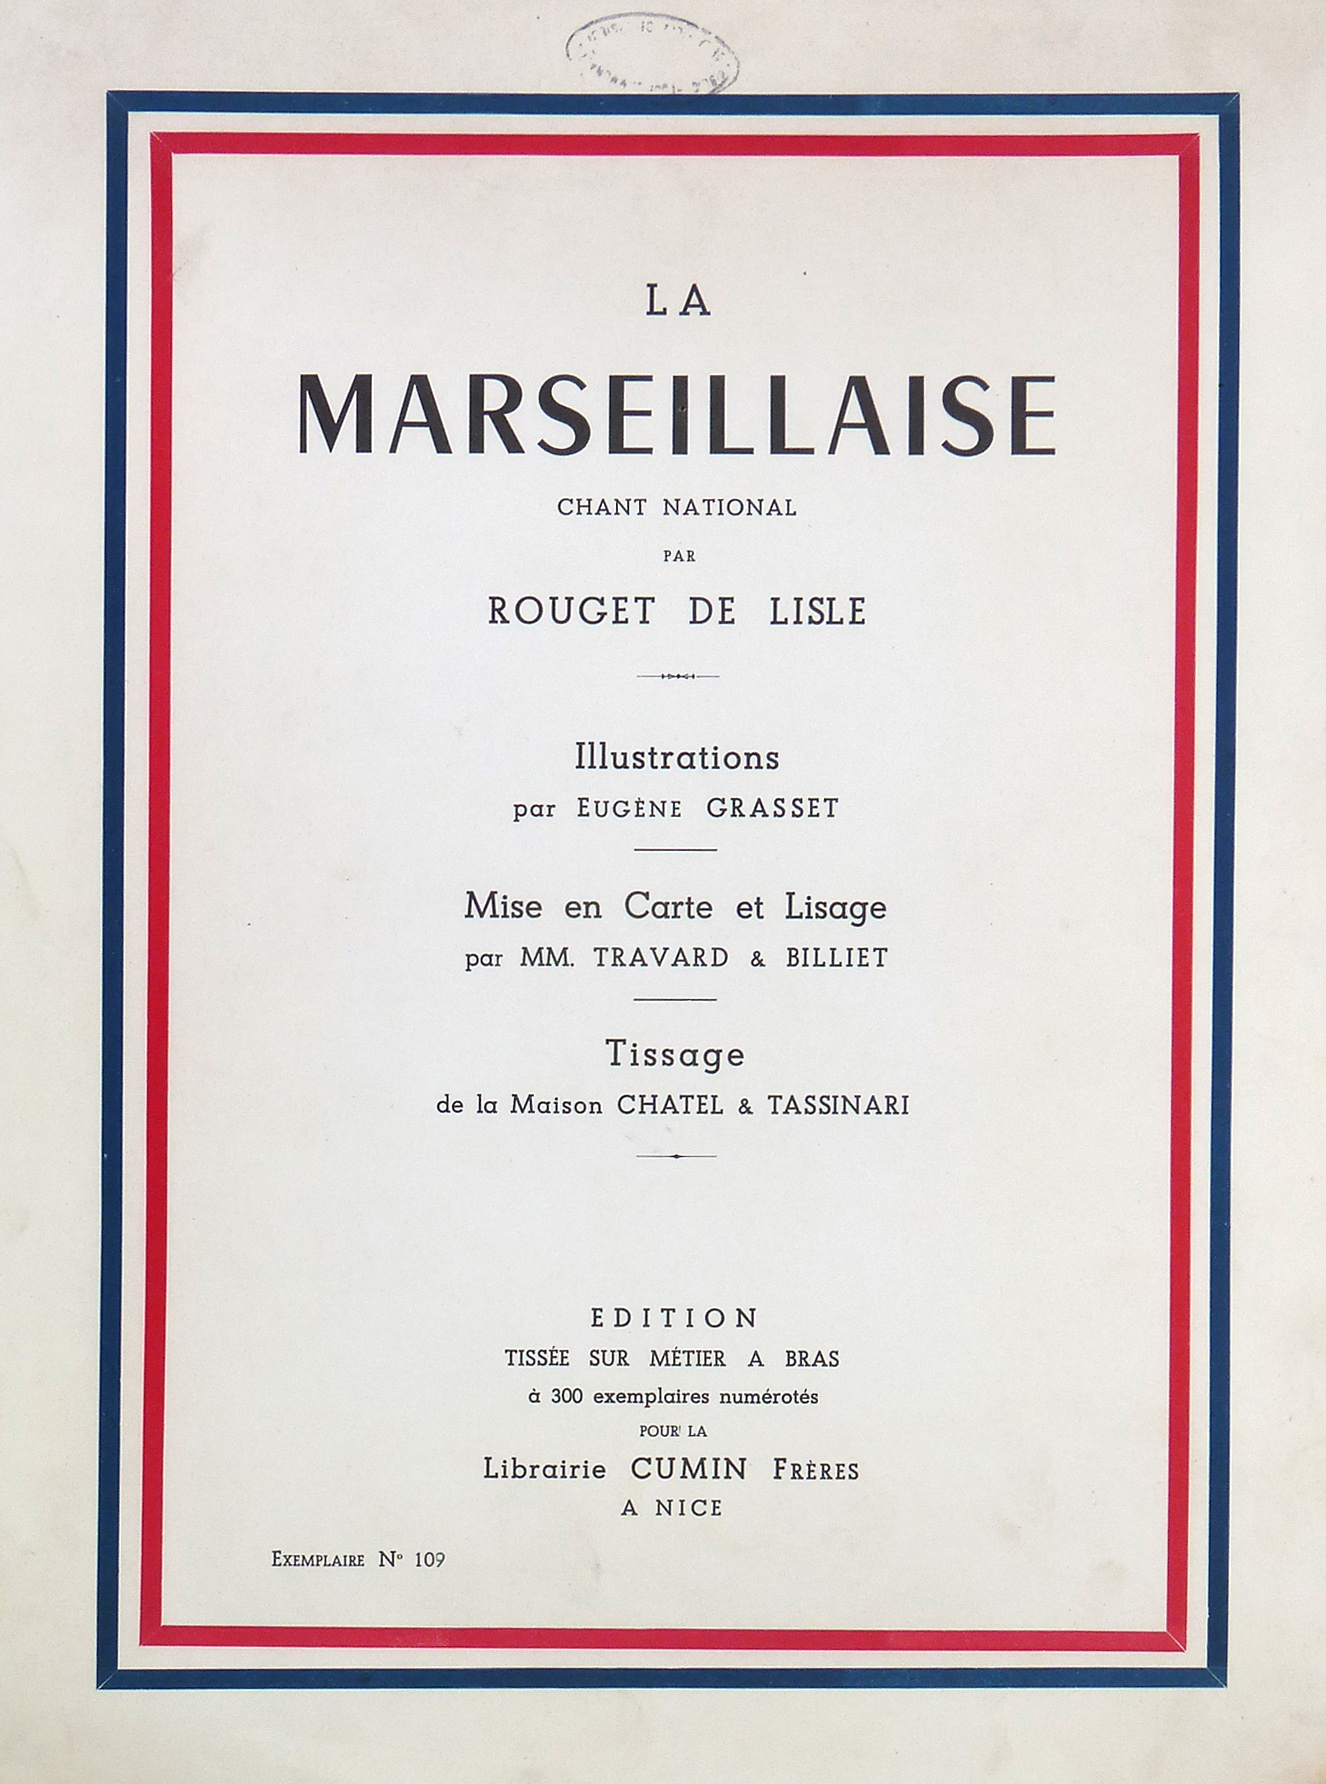 LA
MARSEILLAISE
CHANT NATIONAL
PAR
ROUGET DE LISLE
Illustrations
par EUGÈNE GRASSET
Mise en Carte et Lisage
par MM. TRAVARD & BILLIET
Tissage
de la Maison CHATEL & TASSINARI
EDITION
TISSÉE SUR MÉTIER A BRAS
à 300 exemplaires numérotés
POUR LA
Librairie CUMIN FRÈRES
A NICE
EXEMPLAIRE Nº 109